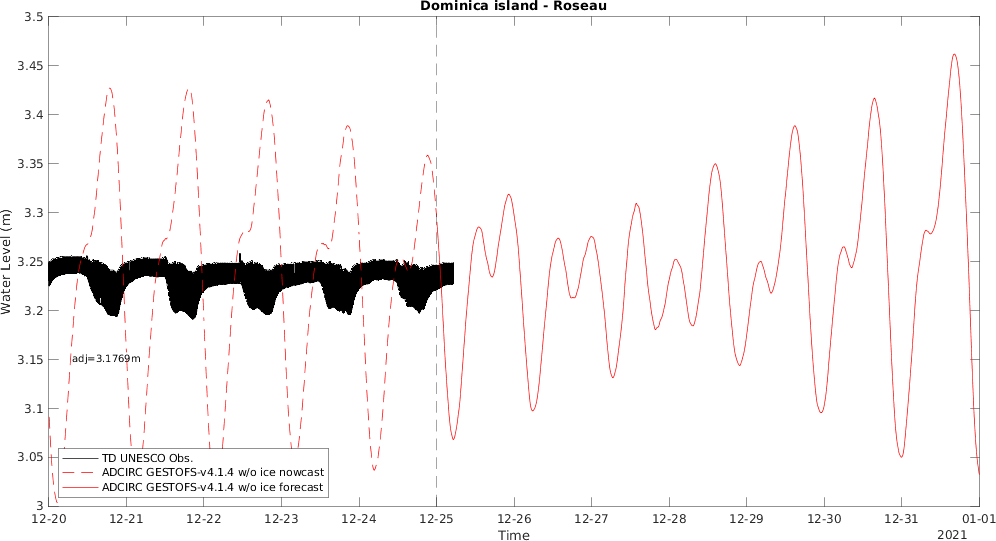 Dominica island - Roseau
3.5
3.45
3.4
3.35
3.3
3.25
3.2
3.15
3.1
3.05
3
Water Level (m)
adj=3.1769m
TD UNESCO Obs.
ADCIRC GESTOFS-v4.1.4 w/o ice nowcast
ADCIRC GESTOFS-v4.1.4 w/o ice forecast
12-20 12-21 12-22 12-23 12-24 12-25 12-26 12-27 12-28 12-29 12-30 12-31 01-01
Time
2021